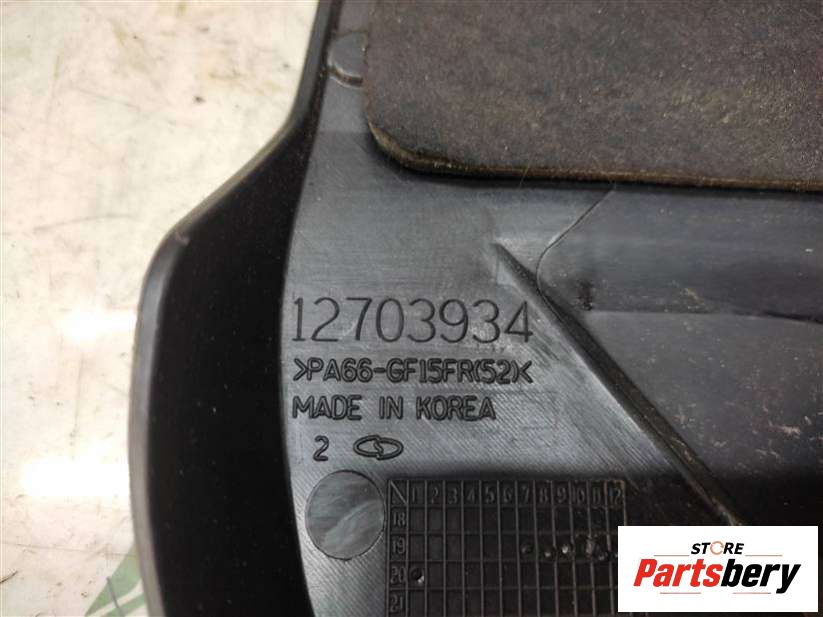 12703934
>PA66-GF15FR(52)<
MADE IN KOREA
2
1 2 3 4 5 6 7 8 9 10 11 12
18
19
20
21
STORE
Partsbery